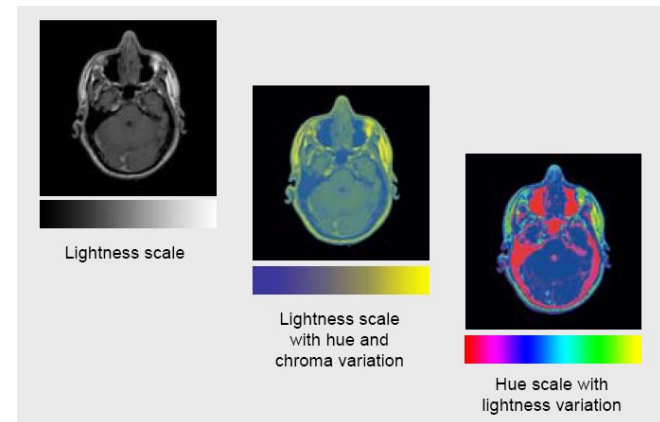 Lightness scale
Lightness scale
with hue and
chroma variation
Hue scale with
lightness variation